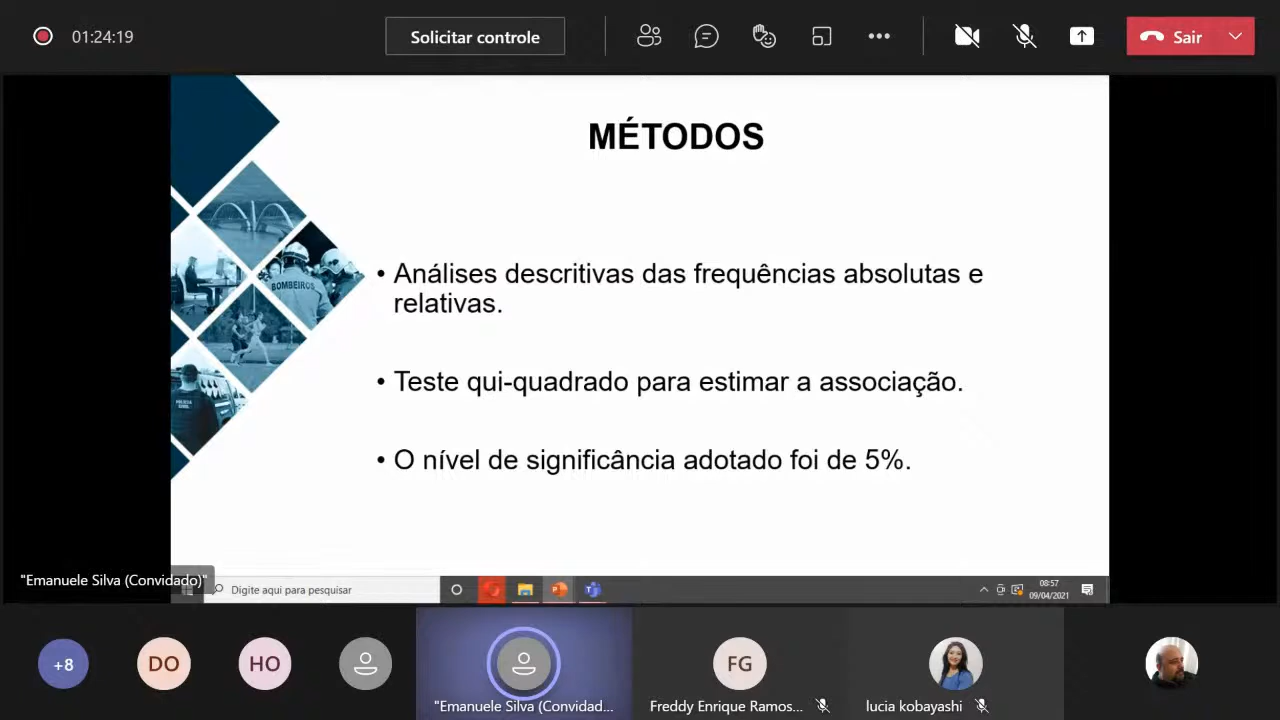 01:24:19
Solicitar controle
Sair
MÉTODOS
BOMBEIROS
• Análises descritivas das frequências absolutas e
relativas.
• Teste qui-quadrado para estimar a associação.
• O nível de significância adotado foi de 5%.
"Emanuele Silva (Convidado)"
Digite aqui para pesquisar
08:57
09/04/2021
+8
DO
HO
FG
"Emanuele Silva (Convidad...
Freddy Enrique Ramos...
lucia kobayashi